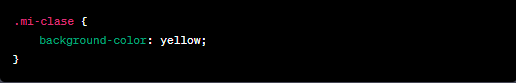 .mi-clase {
    background-color: yellow;
}